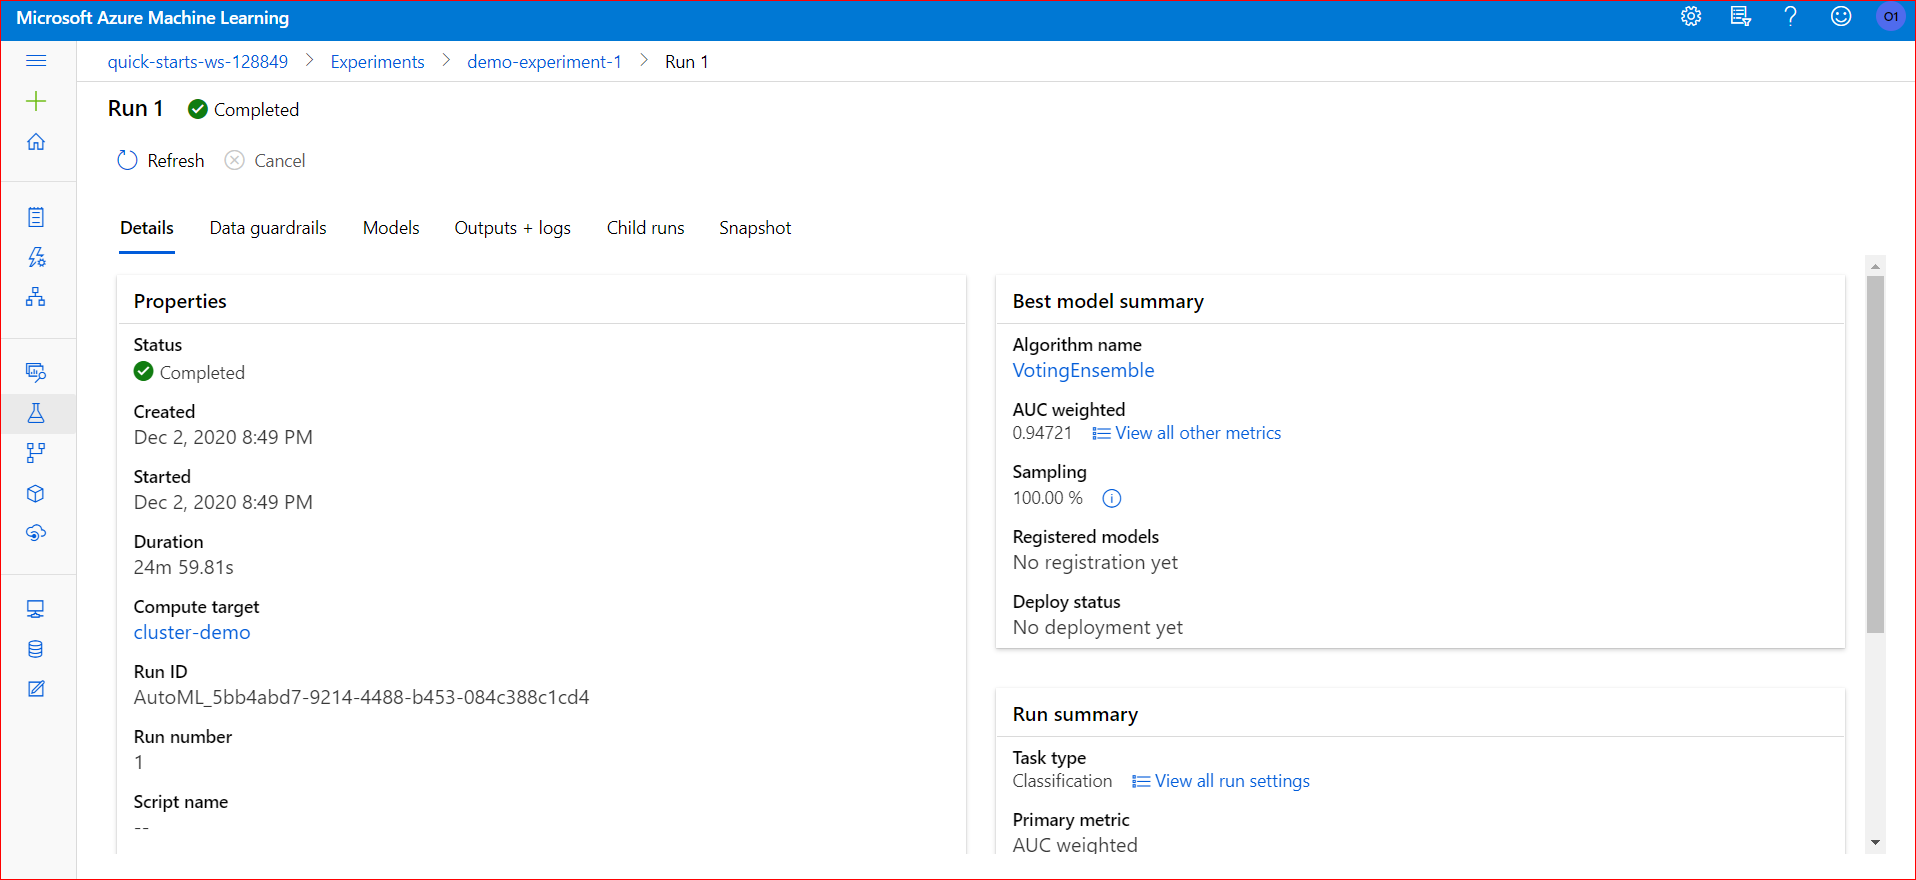 Microsoft Azure Machine Learning
O1
quick-starts-ws-128849 > Experiments > demo-experiment-1 > Run 1
Run 1 Completed
Refresh Cancel
Details Data guardrails Models Outputs + logs Child runs Snapshot
Properties
Status
Completed
Created
Dec 2, 2020 8:49 PM
Started
Dec 2, 2020 8:49 PM
Duration
24m 59.81s
Compute target
cluster-demo
Run ID
AutoML_5bb4abd7-9214-4488-b453-084c388c1cd4
Run number
1
Script name
--
Best model summary
Algorithm name
VotingEnsemble
AUC weighted
0.94721 View all other metrics
Sampling
100.00 %
Registered models
No registration yet
Deploy status
No deployment yet
Run summary
Task type
Classification View all run settings
Primary metric
AUC weighted